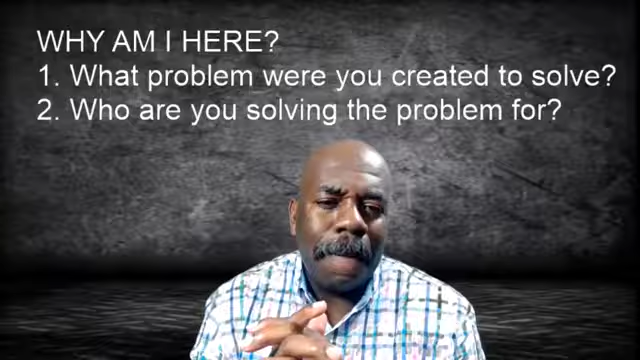 WHY AM I HERE?
1. What problem were you created to solve?
2. Who are you solving the problem for?